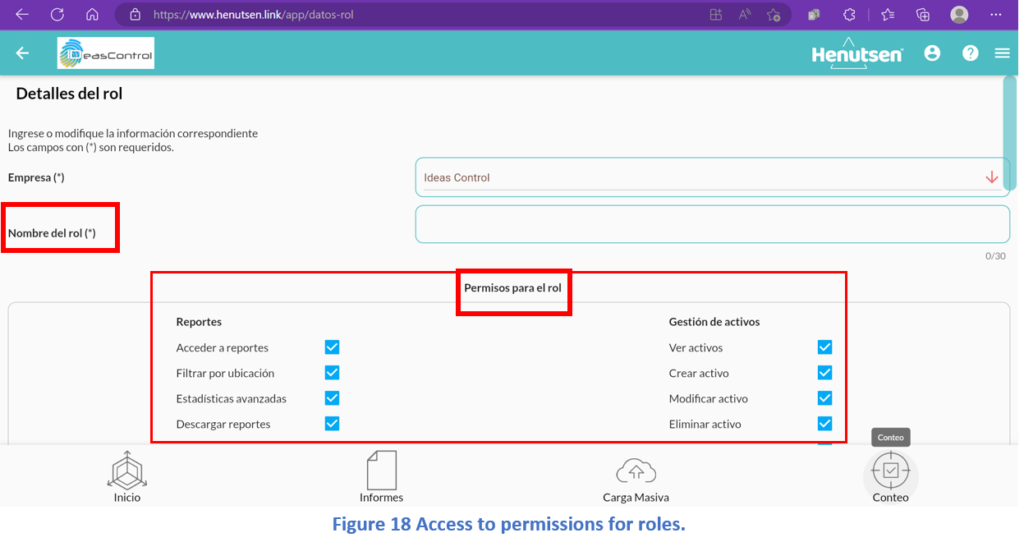 https://www.henutsen.link/app/datos-rol
IDeasControl
Henutsen
Detalles del rol
Ingrese o modifique la información correspondiente
Los campos con (*) son requeridos.
Empresa (*)
Ideas Control
Nombre del rol (*)
0/30
Permisos para el rol
Reportes
Gestión de activos
Acceder a reportes
Ver activos
Filtrar por ubicación
Crear activo
Estadísticas avanzadas
Modificar activo
Descargar reportes
Eliminar activo
Conteo
Inicio
Informes
Carga Masiva
Conteo
Figure 18 Access to permissions for roles.